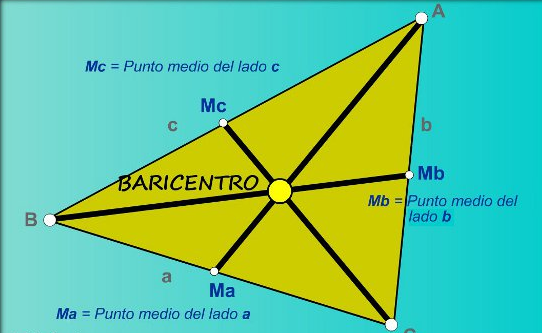 A
Mc = Punto medio del lado c
Mc
c
b
BARICENTRO
Mb
Mb = Punto medio del
lado b
B
a
Ma
Ma = Punto medio del lado a